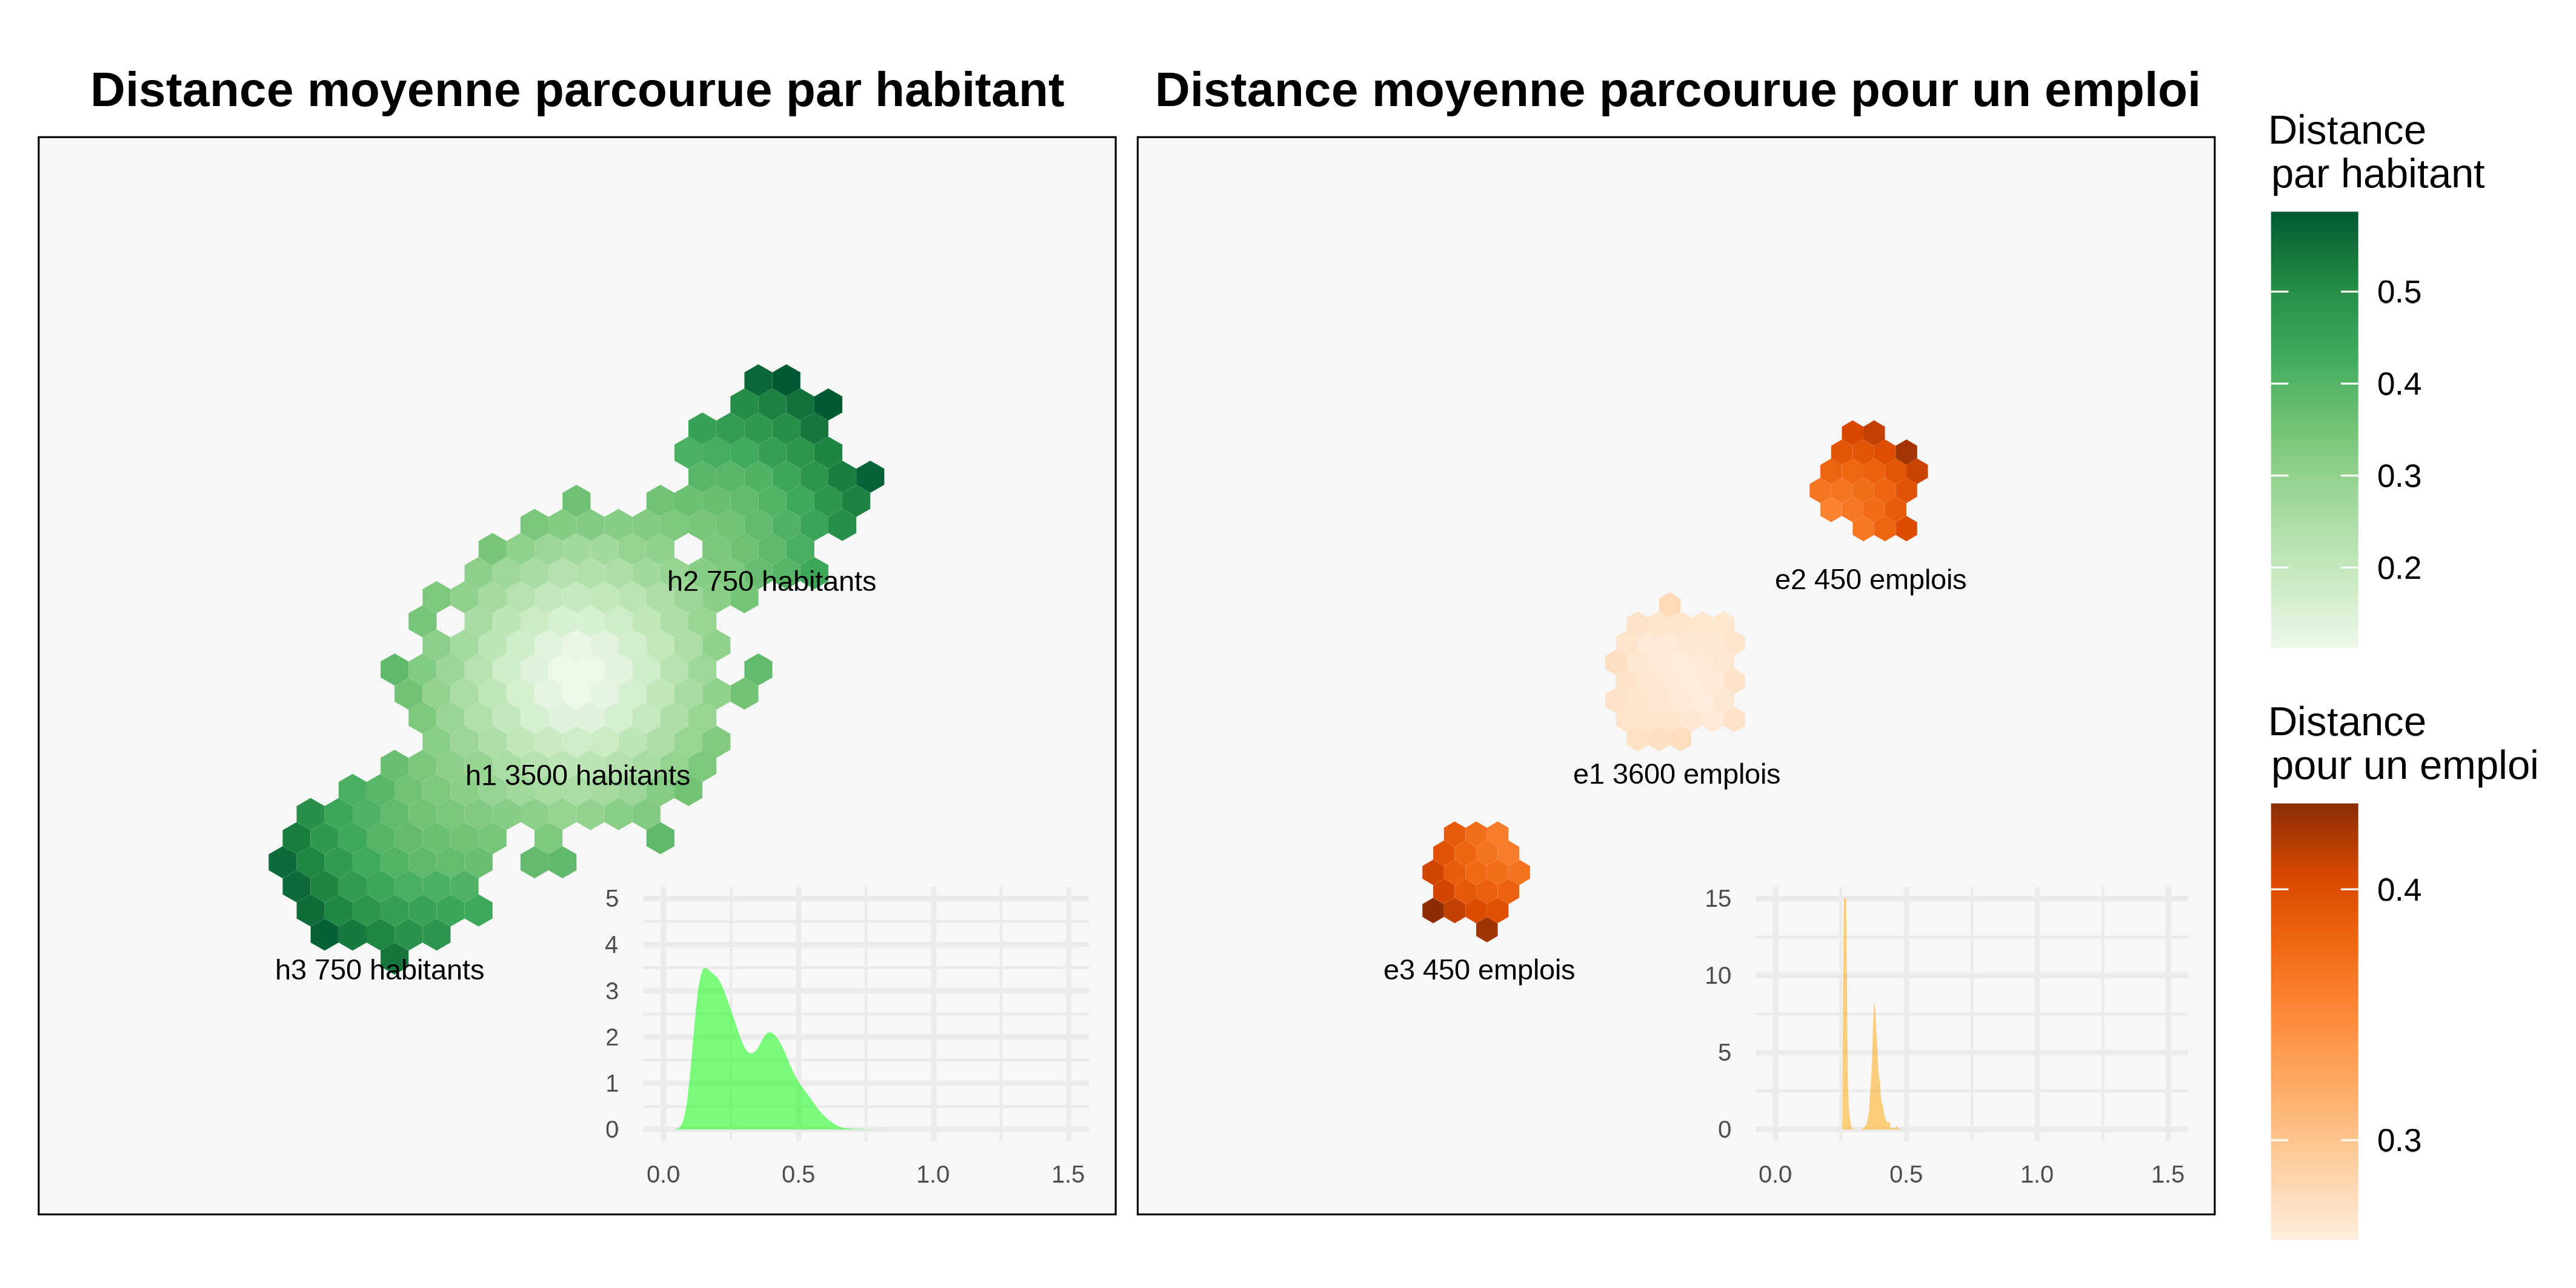 Distance moyenne parcourue par habitant
h2 750 habitants
h1 3500 habitants
h3 750 habitants
5
4
3
2
1
0
0.0 0.5 1.0 1.5
Distance moyenne parcourue pour un emploi
e2 450 emplois
e1 3600 emplois
e3 450 emplois
15
10
5
0
0.0 0.5 1.0 1.5
Distance
par habitant
0.5
0.4
0.3
0.2
Distance
pour un emploi
0.4
0.3